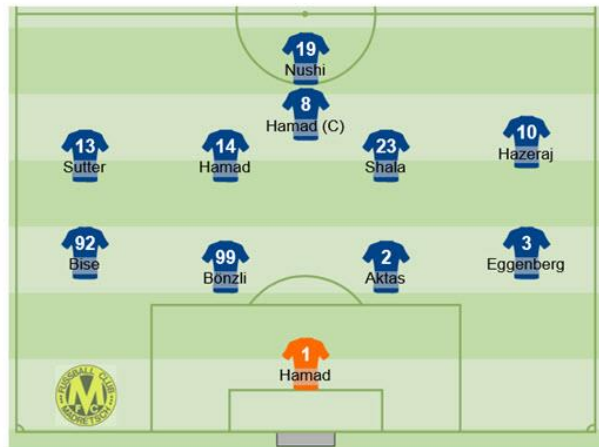 19
Nushi
8
Hamad (C)
13
Sutter
14
Hamad
23
Shala
10
Hazeraj
92
Bise
99
Bönzli
2
Aktas
3
Eggenberg
1
Hamad
FUSSBALL CLUB
M
FC
MADRETSCH